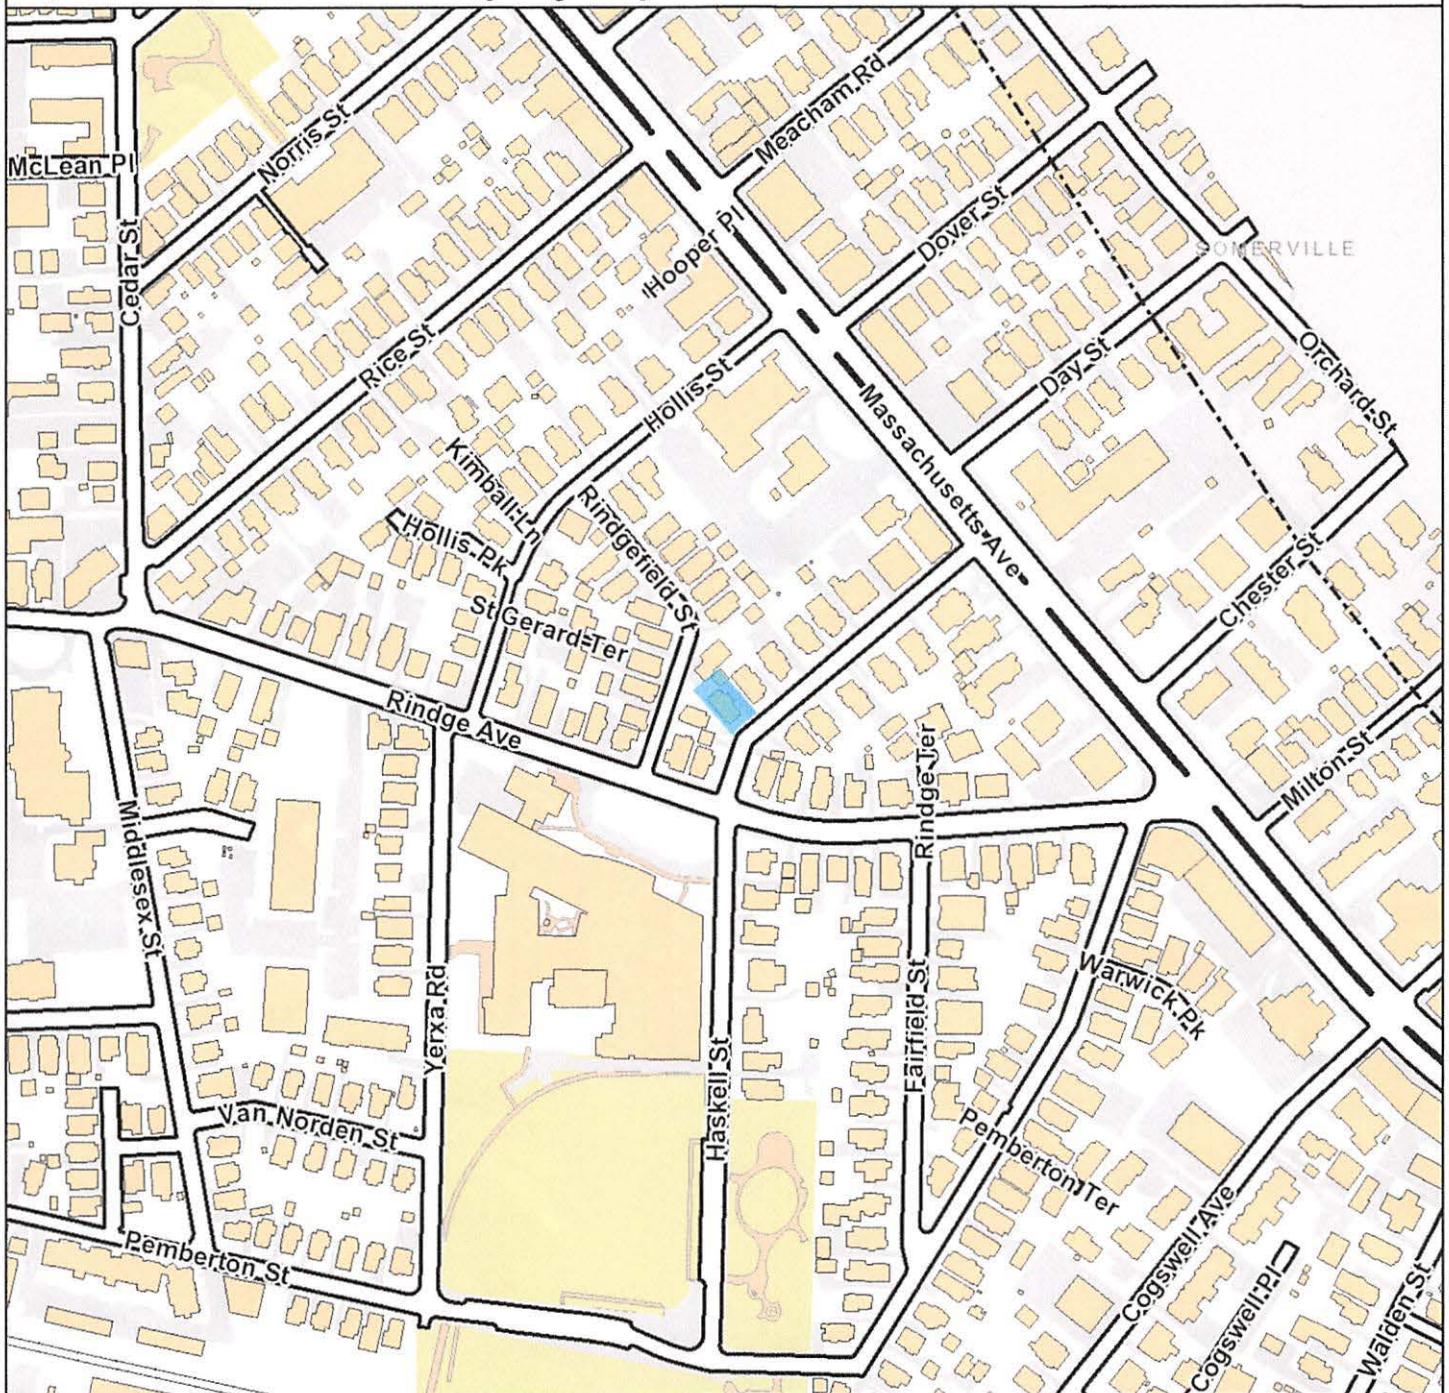 Meacham Rd
Norris St
McLean Pl
Dover St
Hooper Pl
SOMERVILLE
Cedar St
Rice St
Day St
Orchard St
Hollis St
Massachusetts Ave
Kimball Ln
Rindgefield St
Hollis Pk
Chester St
St Gerard Ter
Rindge Ave
Rindge Ter
Milton St
Middlesex St
Warwick Pk
Yerxa Rd
Fairfield St
Haskell St
Van Norden St
Pemberton Ter
Pemberton St
Cogswell Ave
Cogswell Pl
Walden St